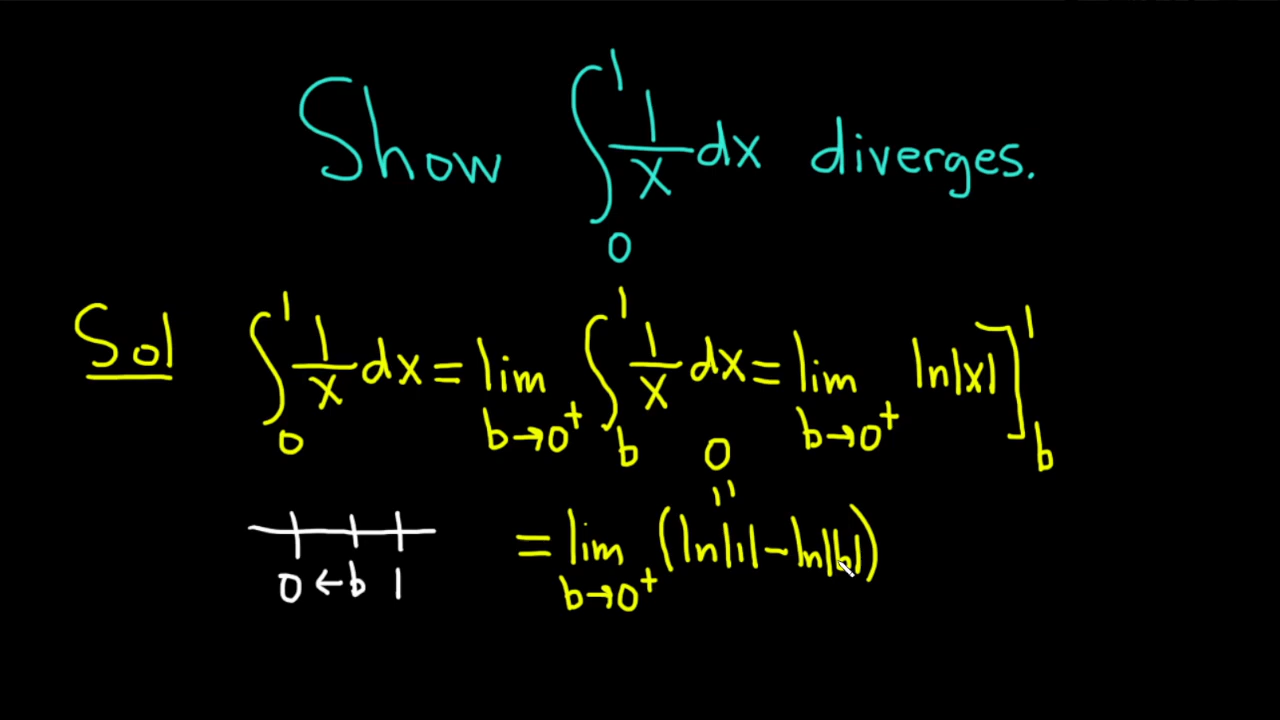 Show ∫₀¹ 1/x dx diverges.
Sol ∫₀¹ 1/x dx = lim b→0⁺ ∫_b¹ 1/x dx = lim b→0⁺ ln|x| ]_b¹
0
"
= lim b→0⁺ (ln|1| - ln|b|)
0 ← b 1